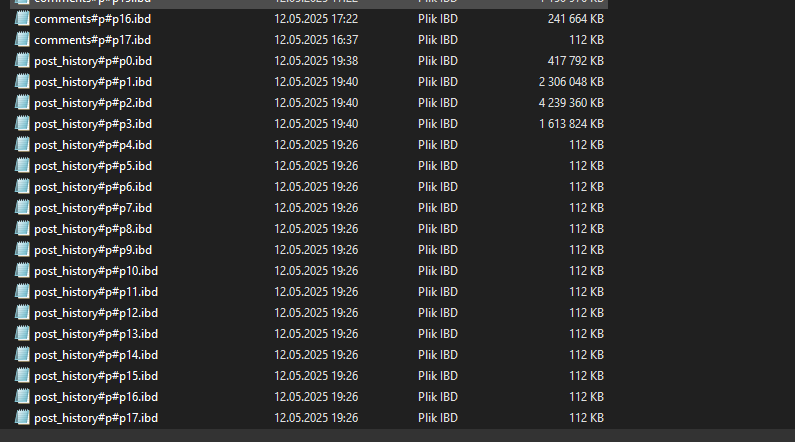 comments#p#p16.ibd 12.05.2025 17:22 Plik IBD 241 664 KB
comments#p#p17.ibd 12.05.2025 16:37 Plik IBD 112 KB
post_history#p#p0.ibd 12.05.2025 19:38 Plik IBD 417 792 KB
post_history#p#p1.ibd 12.05.2025 19:40 Plik IBD 2 306 048 KB
post_history#p#p2.ibd 12.05.2025 19:40 Plik IBD 4 239 360 KB
post_history#p#p3.ibd 12.05.2025 19:40 Plik IBD 1 613 824 KB
post_history#p#p4.ibd 12.05.2025 19:26 Plik IBD 112 KB
post_history#p#p5.ibd 12.05.2025 19:26 Plik IBD 112 KB
post_history#p#p6.ibd 12.05.2025 19:26 Plik IBD 112 KB
post_history#p#p7.ibd 12.05.2025 19:26 Plik IBD 112 KB
post_history#p#p8.ibd 12.05.2025 19:26 Plik IBD 112 KB
post_history#p#p9.ibd 12.05.2025 19:26 Plik IBD 112 KB
post_history#p#p10.ibd 12.05.2025 19:26 Plik IBD 112 KB
post_history#p#p11.ibd 12.05.2025 19:26 Plik IBD 112 KB
post_history#p#p12.ibd 12.05.2025 19:26 Plik IBD 112 KB
post_history#p#p13.ibd 12.05.2025 19:26 Plik IBD 112 KB
post_history#p#p14.ibd 12.05.2025 19:26 Plik IBD 112 KB
post_history#p#p15.ibd 12.05.2025 19:26 Plik IBD 112 KB
post_history#p#p16.ibd 12.05.2025 19:26 Plik IBD 112 KB
post_history#p#p17.ibd 12.05.2025 19:26 Plik IBD 112 KB